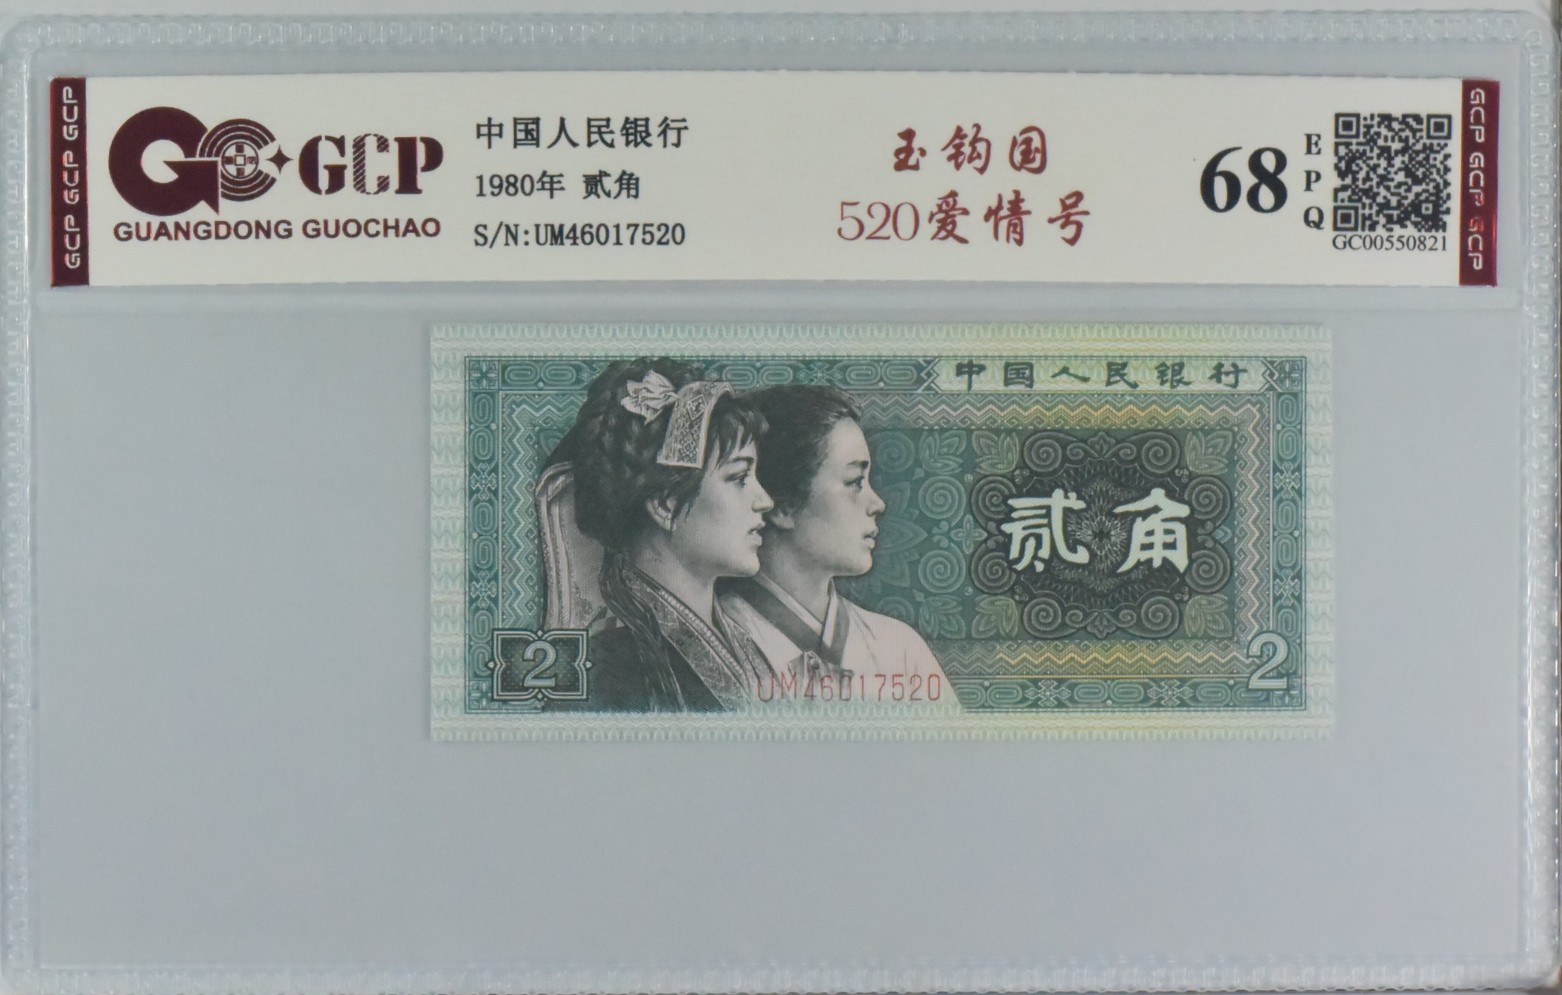 GCP GCP GCP
GCP
GUANGDONG GUOCHAO
中国人民银行
1980年 贰角
S/N:UM46017520
玉钩国
520爱情号
68
EPQ
GC00550821
GCP GCP GCP
中国人民银行
贰角
2
UM46017520
2